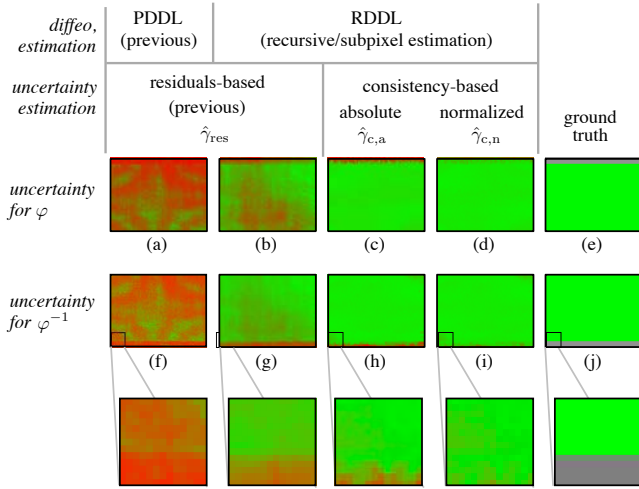 diffeo, PDDL RDDL
estimation (previous) (recursive/subpixel estimation)
uncertainty residuals-based consistency-based
estimation (previous) absolute normalized ground
γ̂res γ̂c,a γ̂c,n truth
uncertainty
for φ
(a) (b) (c) (d) (e)
uncertainty
for φ⁻¹
(f) (g) (h) (i) (j)